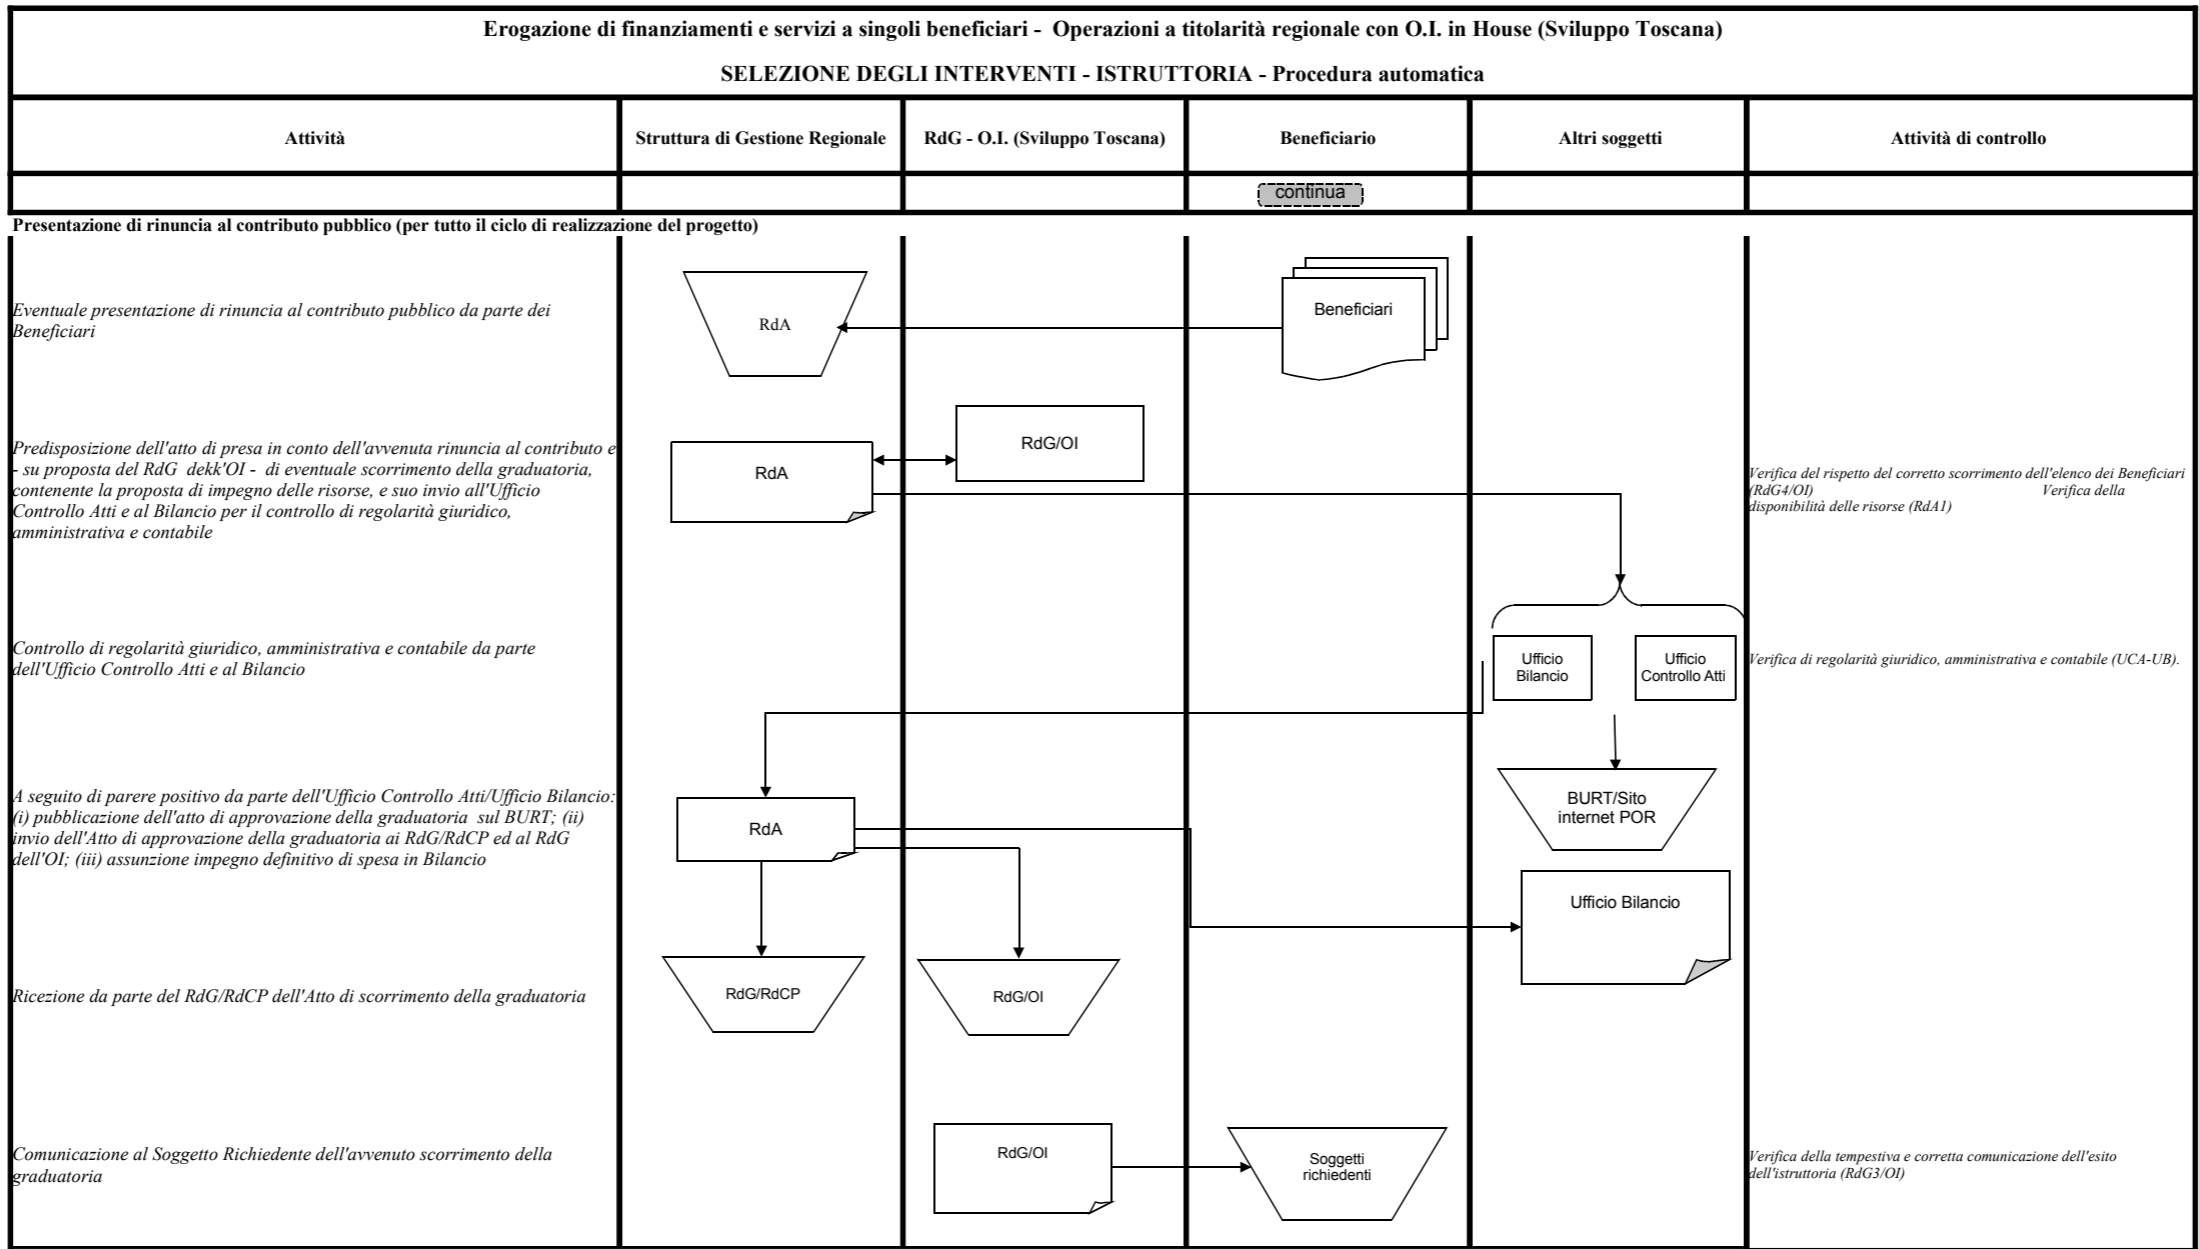 Erogazione di finanziamenti e servizi a singoli beneficiari - Operazioni a titolarità regionale con O.I. in House (Sviluppo Toscana)
SELEZIONE DEGLI INTERVENTI - ISTRUTTORIA - Procedura automatica
Attività
Struttura di Gestione Regionale
RdG - O.I. (Sviluppo Toscana)
Beneficiario
Altri soggetti
Attività di controllo
continua
Presentazione di rinuncia al contributo pubblico (per tutto il ciclo di realizzazione del progetto)
Eventuale presentazione di rinuncia al contributo pubblico da parte dei
Beneficiari
RdA
Beneficiari
Predisposizione dell'atto di presa in conto dell'avvenuta rinuncia al contributo e
- su proposta del RdG dekk'OI - di eventuale scorrimento della graduatoria,
contenente la proposta di impegno delle risorse, e suo invio all'Ufficio
Controllo Atti e al Bilancio per il controllo di regolarità giuridico,
amministrativa e contabile
RdA
RdG/OI
Verifica del rispetto del corretto scorrimento dell'elenco dei Beneficiari
(RdG4/OI) Verifica della
disponibilità delle risorse (RdA1)
Controllo di regolarità giuridico, amministrativa e contabile da parte
dell'Ufficio Controllo Atti e al Bilancio
Ufficio
Bilancio
Ufficio
Controllo Atti
Verifica di regolarità giuridico, amministrativa e contabile (UCA-UB).
A seguito di parere positivo da parte dell'Ufficio Controllo Atti/Ufficio Bilancio:
(i) pubblicazione dell'atto di approvazione della graduatoria sul BURT; (ii)
invio dell'Atto di approvazione della graduatoria ai RdG/RdCP ed al RdG
dell'OI; (iii) assunzione impegno definitivo di spesa in Bilancio
RdA
BURT/Sito
internet POR
Ufficio Bilancio
Ricezione da parte del RdG/RdCP dell'Atto di scorrimento della graduatoria
RdG/RdCP
RdG/OI
Comunicazione al Soggetto Richiedente dell'avvenuto scorrimento della
graduatoria
RdG/OI
Soggetti
richiedenti
Verifica della tempestiva e corretta comunicazione dell'esito
dell'istruttoria (RdG3/OI)